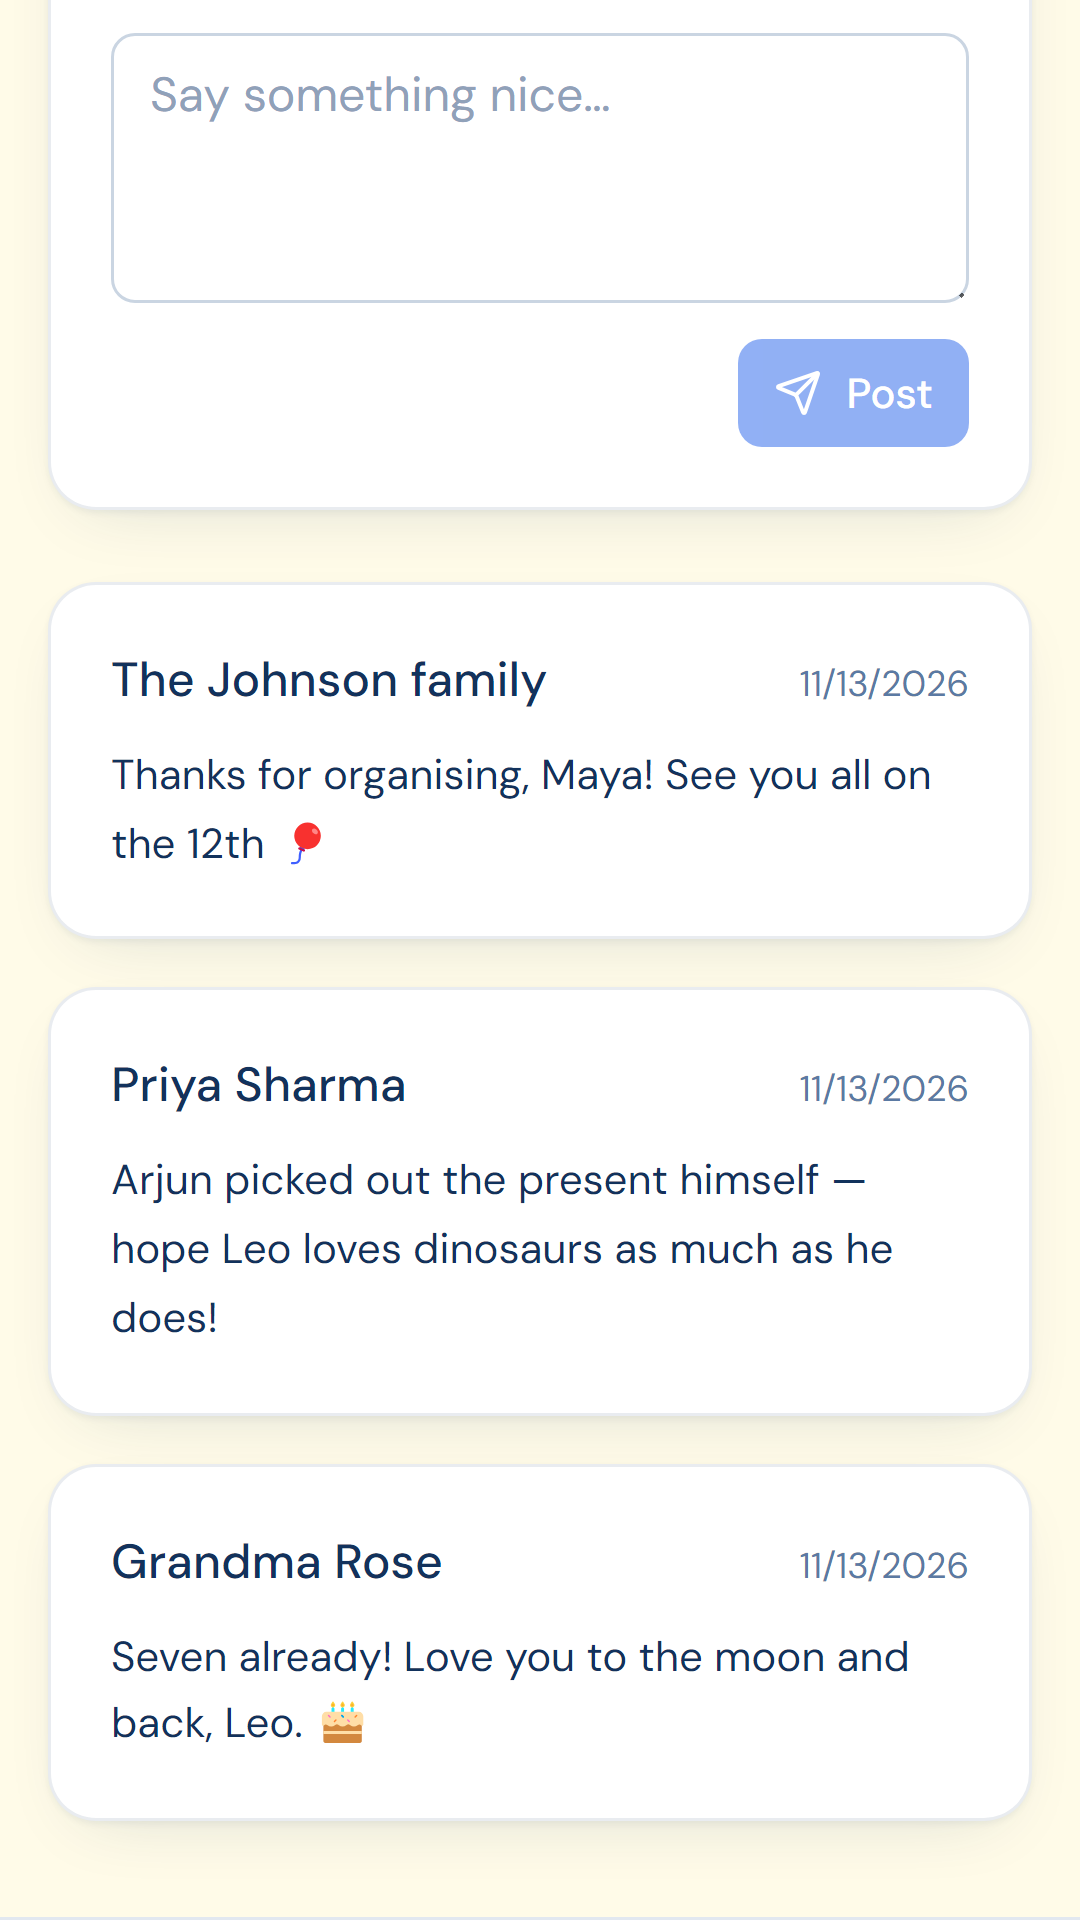 Say something nice...
Post
The Johnson family 11/13/2026
Thanks for organising, Maya! See you all on
the 12th 🎈
Priya Sharma 11/13/2026
Arjun picked out the present himself —
hope Leo loves dinosaurs as much as he
does!
Grandma Rose 11/13/2026
Seven already! Love you to the moon and
back, Leo. 🎂